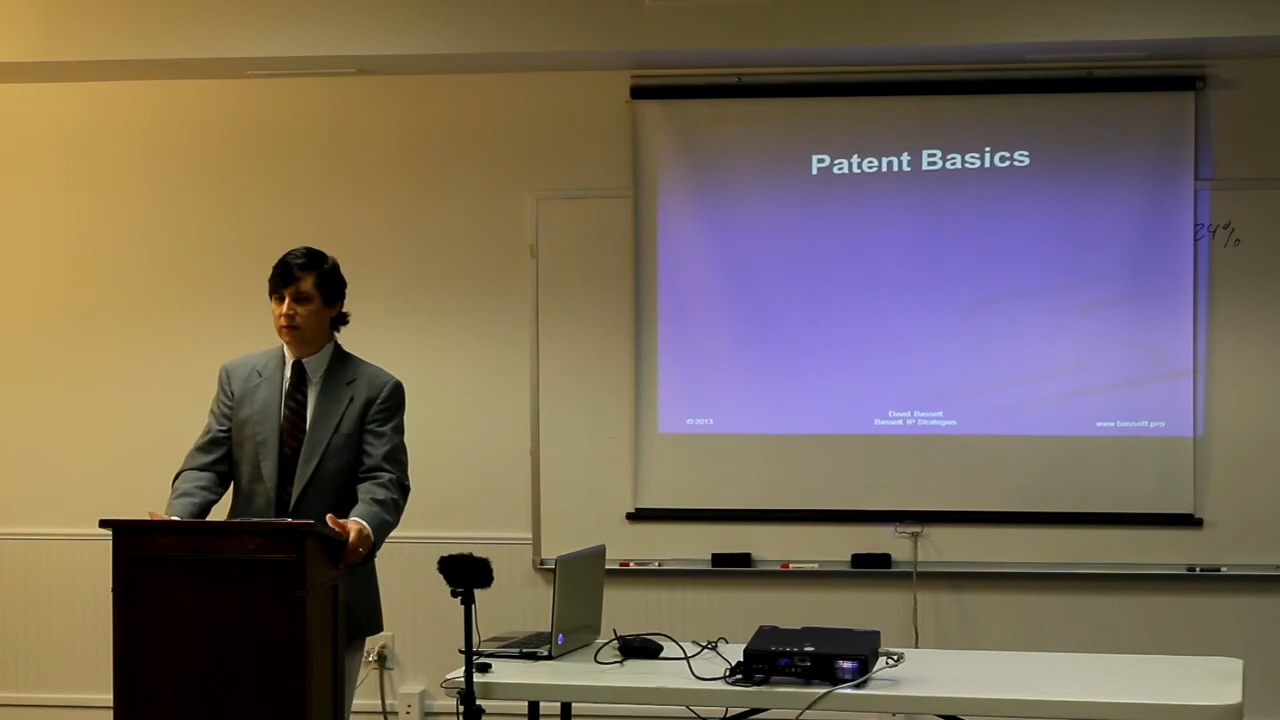 Patent Basics
24%
© 2013
David Bassett
Bassett IP Strategies
www.bassett.pro